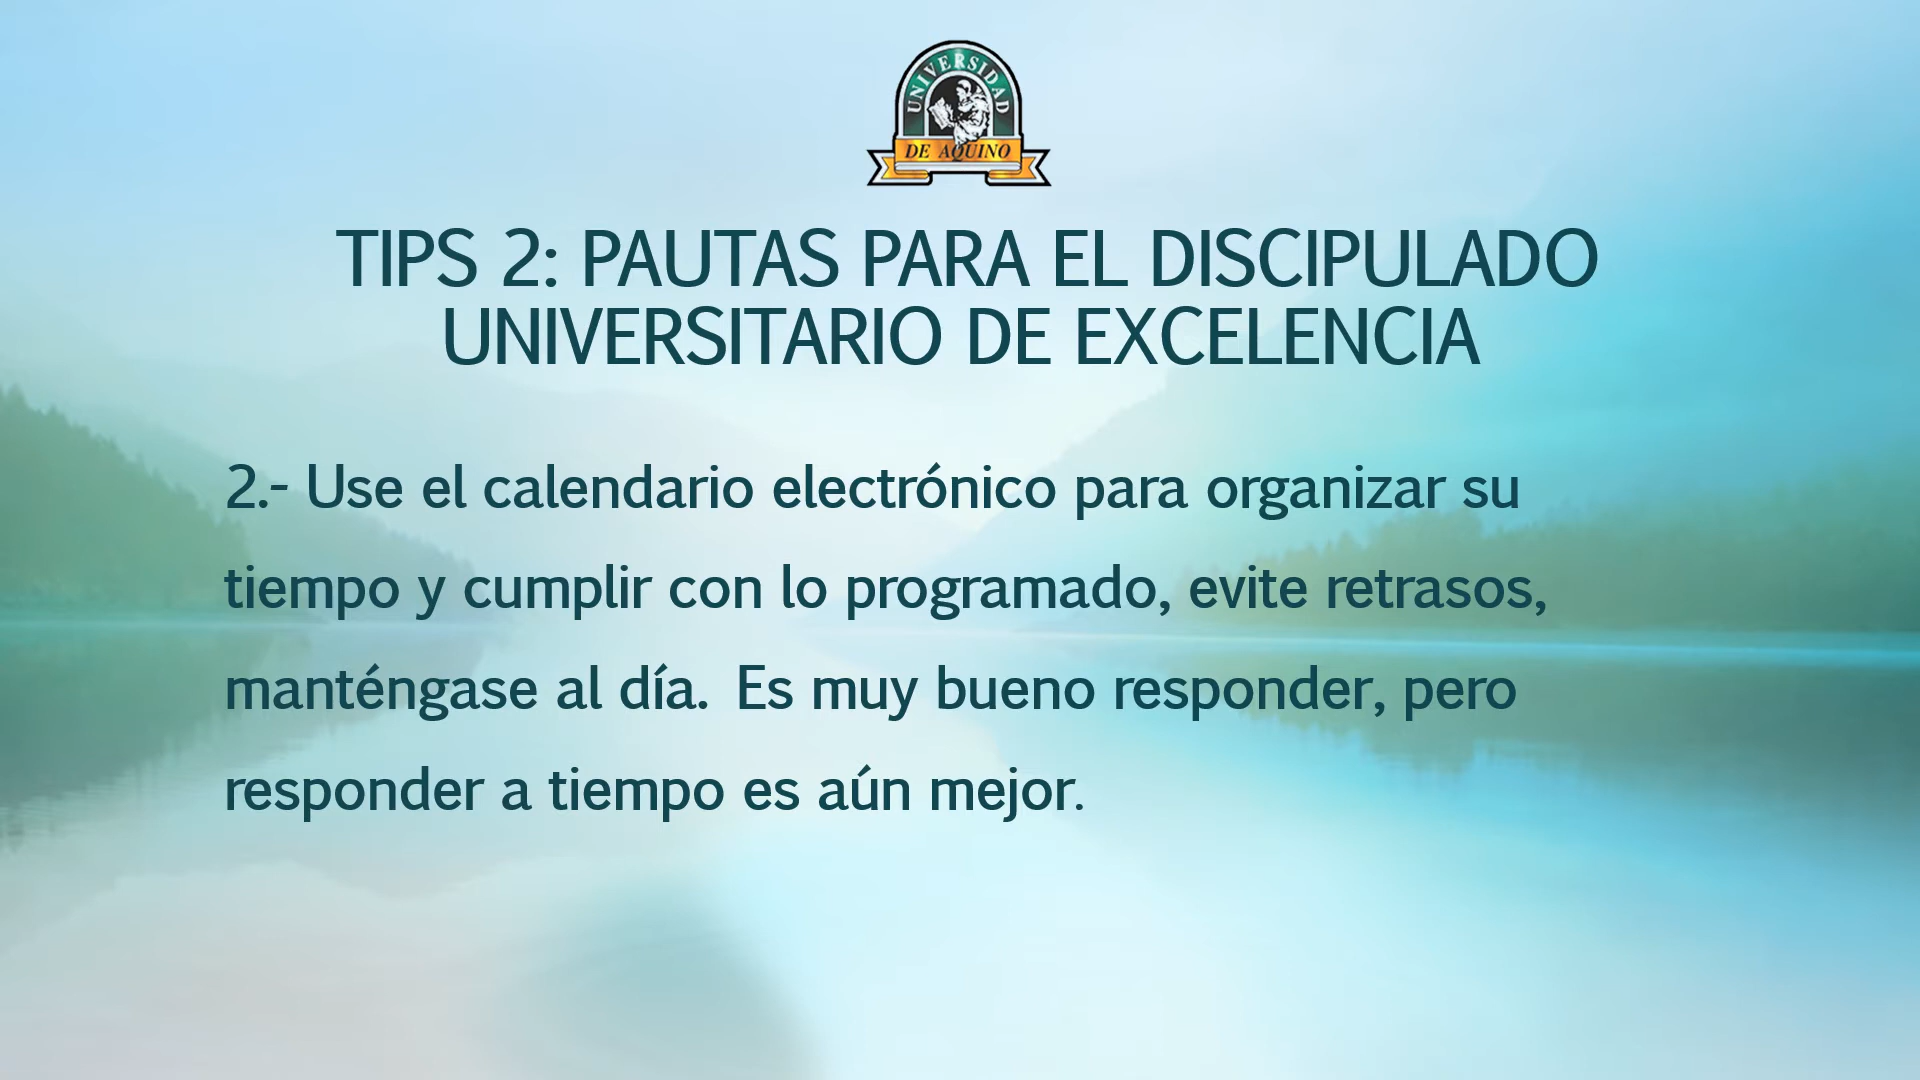 UNIVERSIDAD
DE AQUINO
TIPS 2: PAUTAS PARA EL DISCIPULADO
UNIVERSITARIO DE EXCELENCIA
2.- Use el calendario electrónico para organizar su
tiempo y cumplir con lo programado, evite retrasos,
manténgase al día. Es muy bueno responder, pero
responder a tiempo es aún mejor.